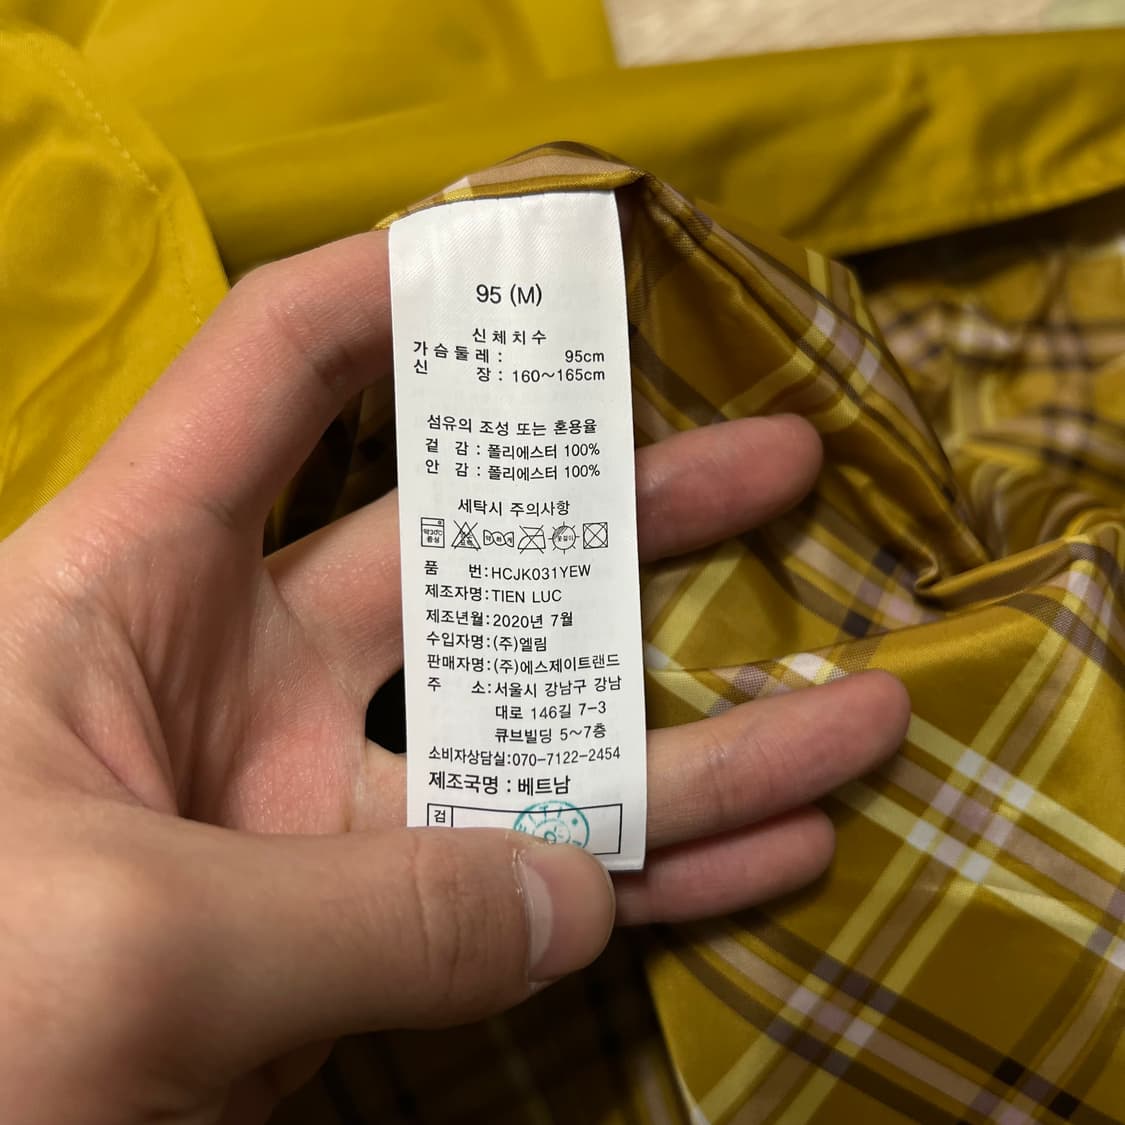 95 (M)
신체치수
가슴둘레 : 95cm
신 장 : 160~165cm
섬유의 조성 또는 혼용율
겉 감 : 폴리에스터 100%
안 감 : 폴리에스터 100%
세탁시 주의사항
품 번:HCJK031YEW
제조자명:TIEN LUC
제조년월:2020년 7월
수입자명:(주)엘림
판매자명:(주)에스제이트랜드
주 소:서울시 강남구 강남
대로 146길 7-3
큐브빌딩 5~7층
소비자상담실:070-7122-2454
제조국명 : 베트남
검